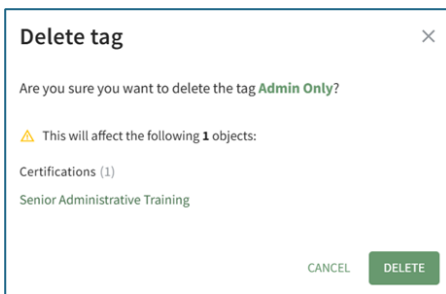 Delete tag
Are you sure you want to delete the tag Admin Only?
This will affect the following 1 objects:
Certifications (1)
Senior Administrative Training
CANCEL DELETE